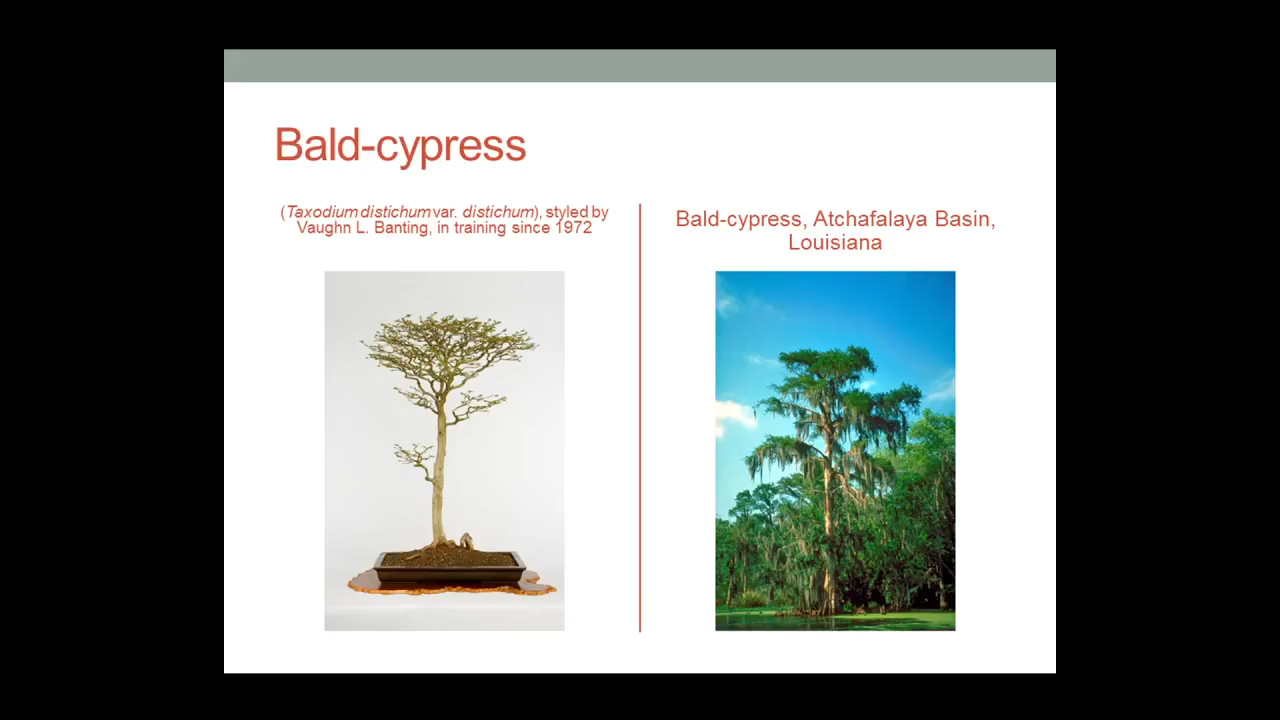 Bald-cypress
(Taxodium distichum var. distichum), styled by
Vaughn L. Banting, in training since 1972
Bald-cypress, Atchafalaya Basin,
Louisiana